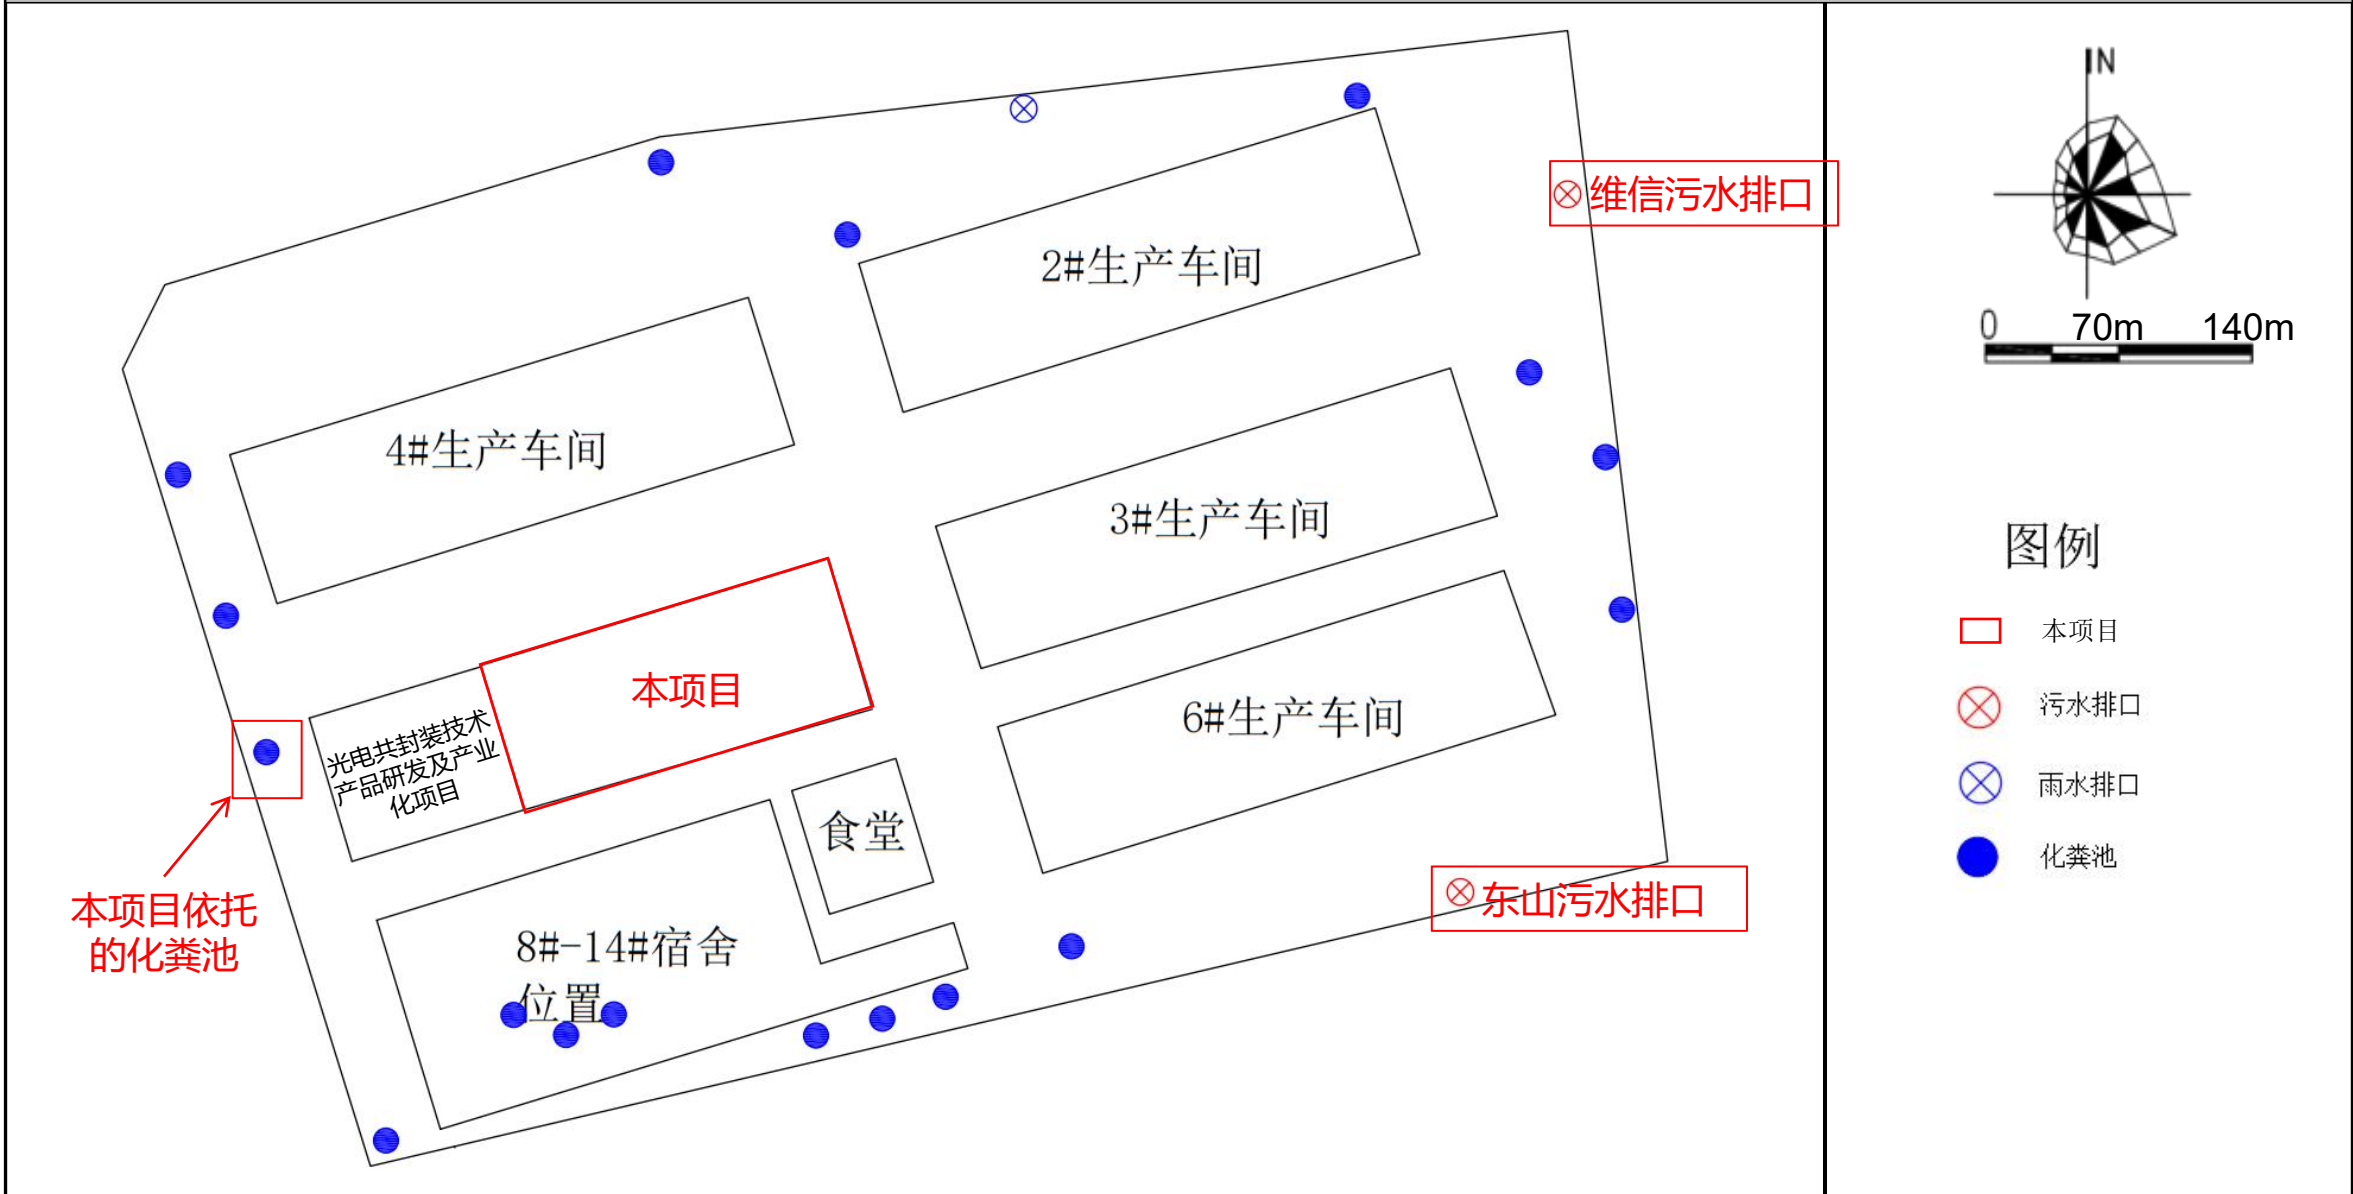 N
维信污水排口
2#生产车间
0 70m 140m
4#生产车间
3#生产车间
图例
本项目
本项目
污水排口
6#生产车间
光电共封装技术
产品研发及产业
化项目
雨水排口
食堂
化粪池
本项目依托
的化粪池
东山污水排口
8#-14#宿舍
位置